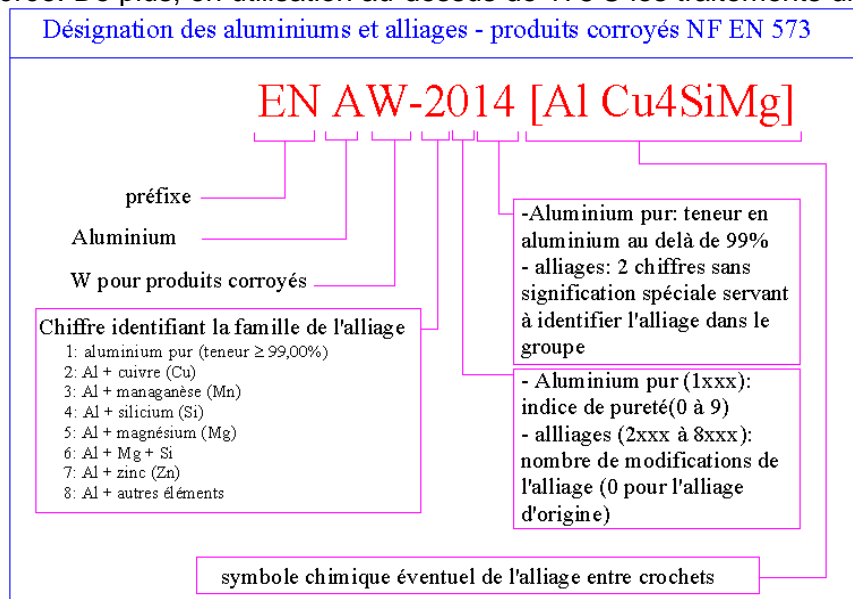 Désignation des aluminiums et alliages - produits corroyés NF EN 573
EN AW-2014 [Al Cu4SiMg]
préfixe
Aluminium
W pour produits corroyés
Chiffre identifiant la famille de l'alliage
1: aluminium pur (teneur ≥ 99,00%)
2: Al + cuivre (Cu)
3: Al + managanèse (Mn)
4: Al + silicium (Si)
5: Al + magnésium (Mg)
6: Al + Mg + Si
7: Al + zinc (Zn)
8: Al + autres éléments
-Aluminium pur: teneur en
aluminium au delà de 99%
- alliages: 2 chiffres sans
signification spéciale servant
à identifier l'alliage dans le
groupe
- Aluminium pur (1xxx):
indice de pureté(0 à 9)
- allliages (2xxx à 8xxx):
nombre de modifications de
l'alliage (0 pour l'alliage
d'origine)
symbole chimique éventuel de l'alliage entre crochets